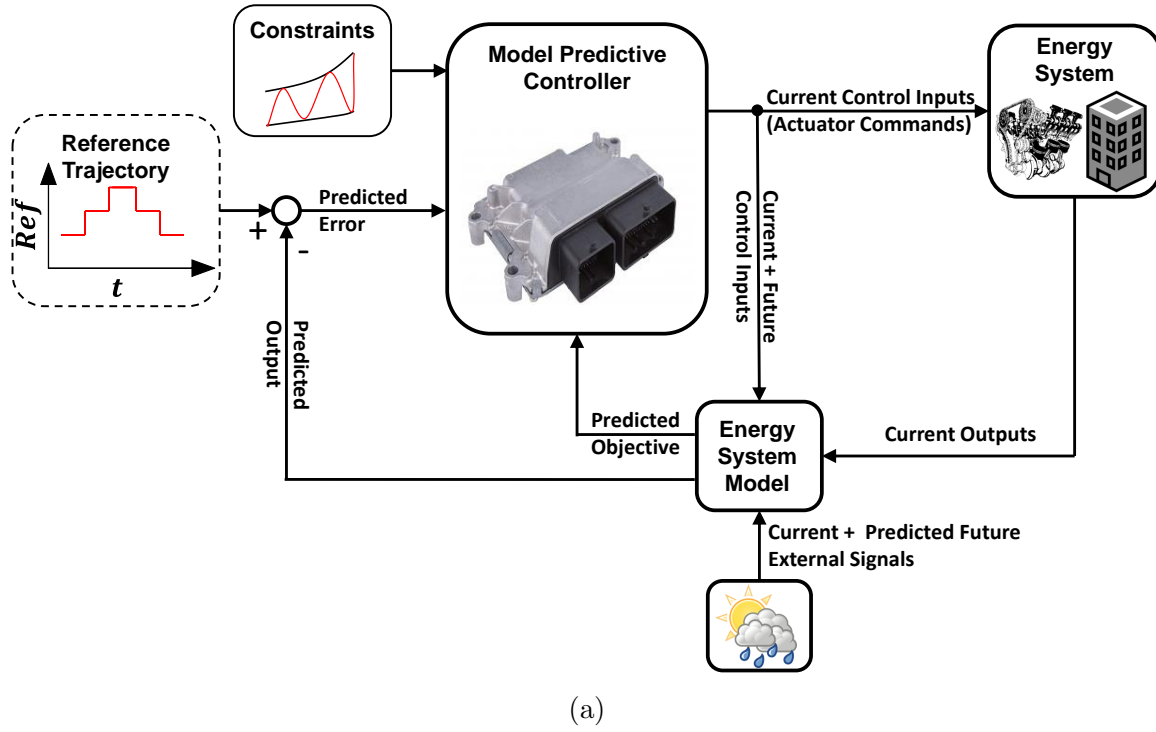 Constraints
Model Predictive
Controller
Energy
System
Current Control Inputs
(Actuator Commands)
Reference
Trajectory
Ref
t
+
-
Predicted
Error
Current + Future
Control Inputs
Predicted
Output
Predicted
Objective
Energy
System
Model
Current Outputs
Current + Predicted Future
External Signals
(a)